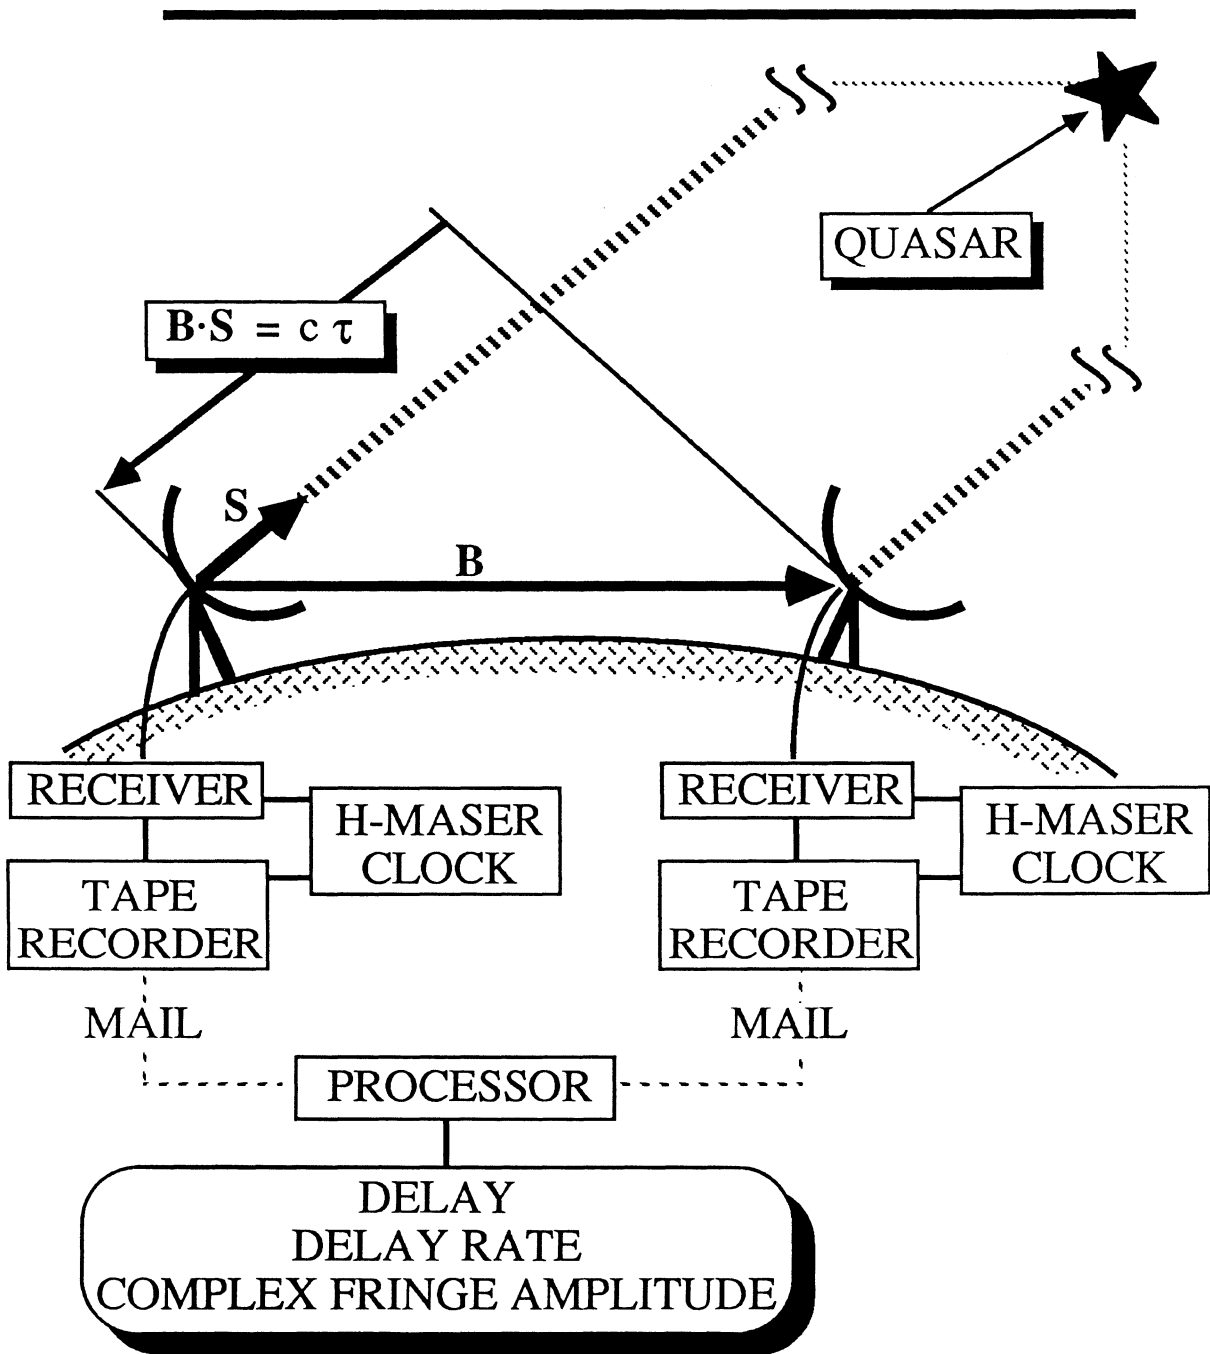 QUASAR
B·S = c τ
S
B
RECEIVER
H-MASER
CLOCK
TAPE
RECORDER
RECEIVER
H-MASER
CLOCK
TAPE
RECORDER
MAIL
MAIL
PROCESSOR
DELAY
DELAY RATE
COMPLEX FRINGE AMPLITUDE